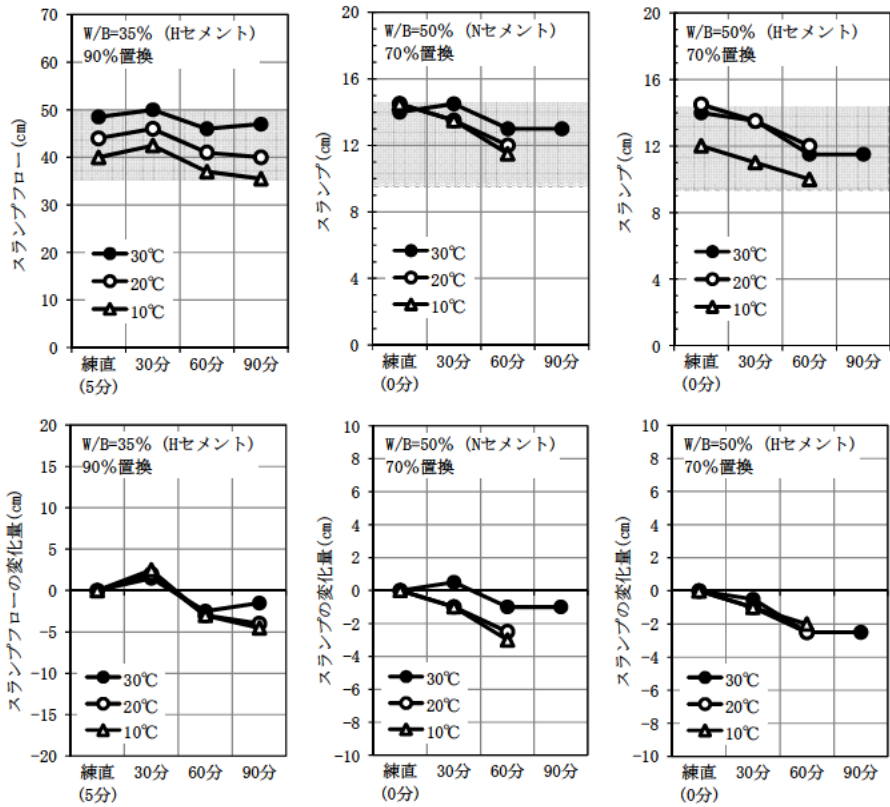 スランプフロー(cm)
70
60
50
40
30
20
10
0
W/B=35% (Hセメント)
90%置換
30℃
20℃
10℃
練直 30分 60分 90分
(5分)
スランプ(cm)
20
16
12
8
4
0
W/B=50% (Nセメント)
70%置換
30℃
20℃
10℃
練直 30分 60分 90分
(0分)
スランプ(cm)
20
16
12
8
4
0
W/B=50% (Hセメント)
70%置換
30℃
20℃
10℃
練直 30分 60分 90分
(0分)
スランプフローの変化量(cm)
20
15
10
5
0
-5
-10
-15
-20
W/B=35% (Hセメント)
90%置換
30℃
20℃
10℃
練直 30分 60分 90分
(5分)
スランプの変化量(cm)
10
8
6
4
2
0
-2
-4
-6
-8
-10
W/B=50% (Nセメント)
70%置換
30℃
20℃
10℃
練直 30分 60分 90分
(0分)
スランプの変化量(cm)
10
8
6
4
2
0
-2
-4
-6
-8
-10
W/B=50% (Hセメント)
70%置換
30℃
20℃
10℃
練直 30分 60分 90分
(0分)